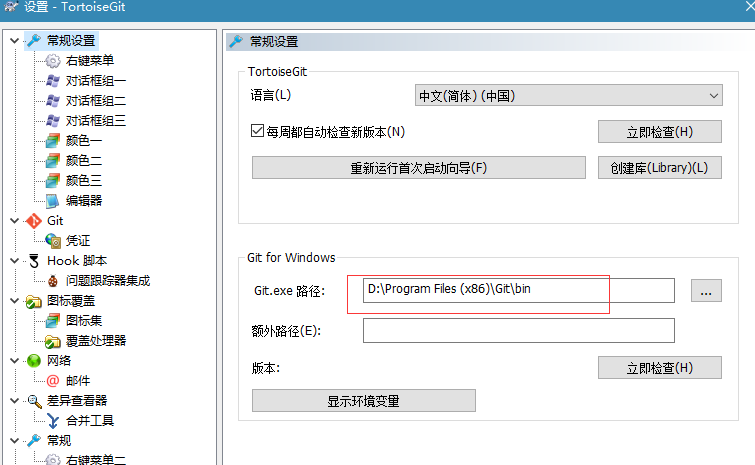 设置 - TortoiseGit
常规设置
右键菜单
对话框组一
对话框组二
对话框组三
颜色一
颜色二
颜色三
编辑器
Git
凭证
Hook 脚本
问题跟踪器集成
图标覆盖
图标集
覆盖处理器
网络
@ 邮件
差异查看器
合并工具
常规
右键菜单二
常规设置
TortoiseGit
语言(L)
中文(简体) (中国)
每周都自动检查新版本(N)
立即检查(H)
重新运行首次启动向导(F)
创建库(Library)(L)
Git for Windows
Git.exe 路径:
D:\Program Files (x86)\Git\bin
...
额外路径(E):
版本:
立即检查(H)
显示环境变量